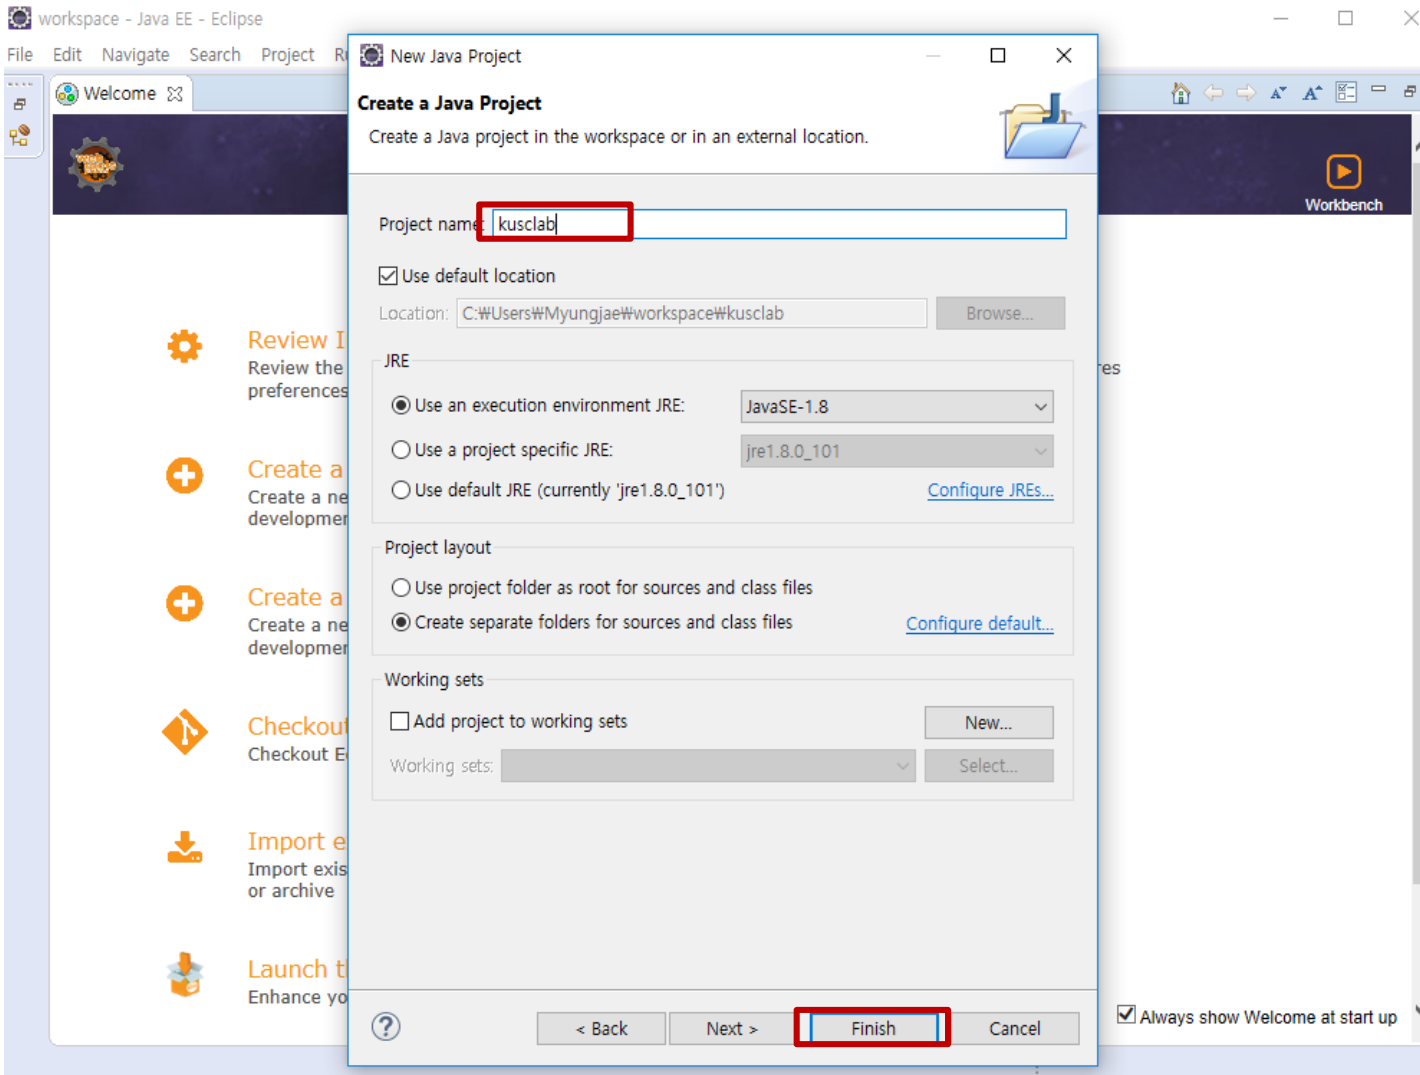 workspace - Java EE - Eclipse
File Edit Navigate Search Project
Welcome
Workbench
Review
Review the
preferences
Create a
Create a
Checkout
Checkout
Import
Import
or archive
Launch
Enhance
Always show Welcome at start up
New Java Project
Create a Java Project
Create a Java project in the workspace or in an external location.
Project name: kusclab
Use default location
Location: C:₩Users₩Myungjae₩workspace₩kusclab Browse...
JRE
Use an execution environment JRE: JavaSE-1.8
Use a project specific JRE: jre1.8.0_101
Use default JRE (currently 'jre1.8.0_101') Configure JREs...
Project layout
Use project folder as root for sources and class files
Create separate folders for sources and class files Configure default...
Working sets
Add project to working sets New...
Working sets: Select...
< Back Next > Finish Cancel